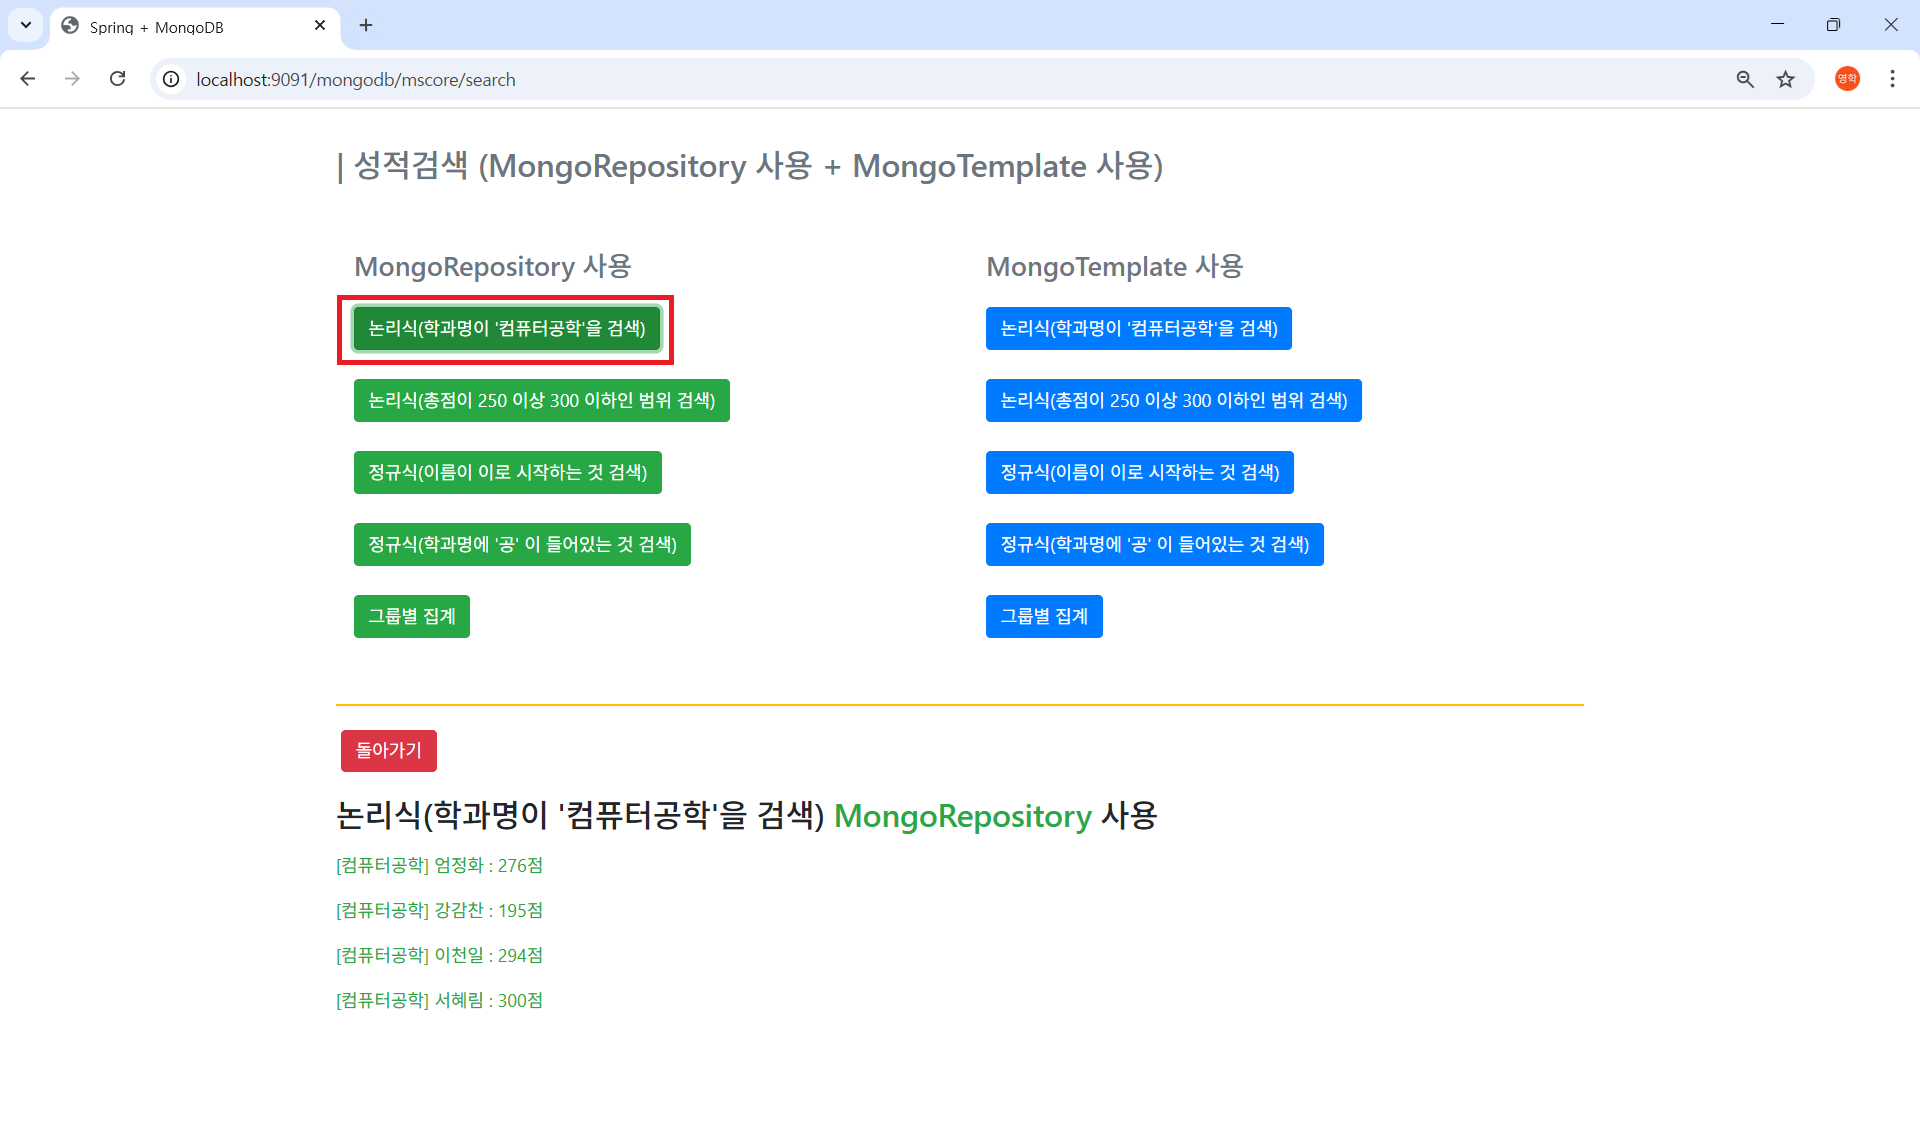 Spring + MongoDB
localhost:9091/mongodb/mscore/search
영학
| 성적검색 (MongoRepository 사용 + MongoTemplate 사용)
MongoRepository 사용
논리식(학과명이 '컴퓨터공학'을 검색)
논리식(총점이 250 이상 300 이하인 범위 검색)
정규식(이름이 이로 시작하는 것 검색)
정규식(학과명에 '공' 이 들어있는 것 검색)
그룹별 집계
MongoTemplate 사용
논리식(학과명이 '컴퓨터공학'을 검색)
논리식(총점이 250 이상 300 이하인 범위 검색)
정규식(이름이 이로 시작하는 것 검색)
정규식(학과명에 '공' 이 들어있는 것 검색)
그룹별 집계
돌아가기
논리식(학과명이 '컴퓨터공학'을 검색) MongoRepository 사용
[컴퓨터공학] 엄정화 : 276점
[컴퓨터공학] 강감찬 : 195점
[컴퓨터공학] 이천일 : 294점
[컴퓨터공학] 서혜림 : 300점